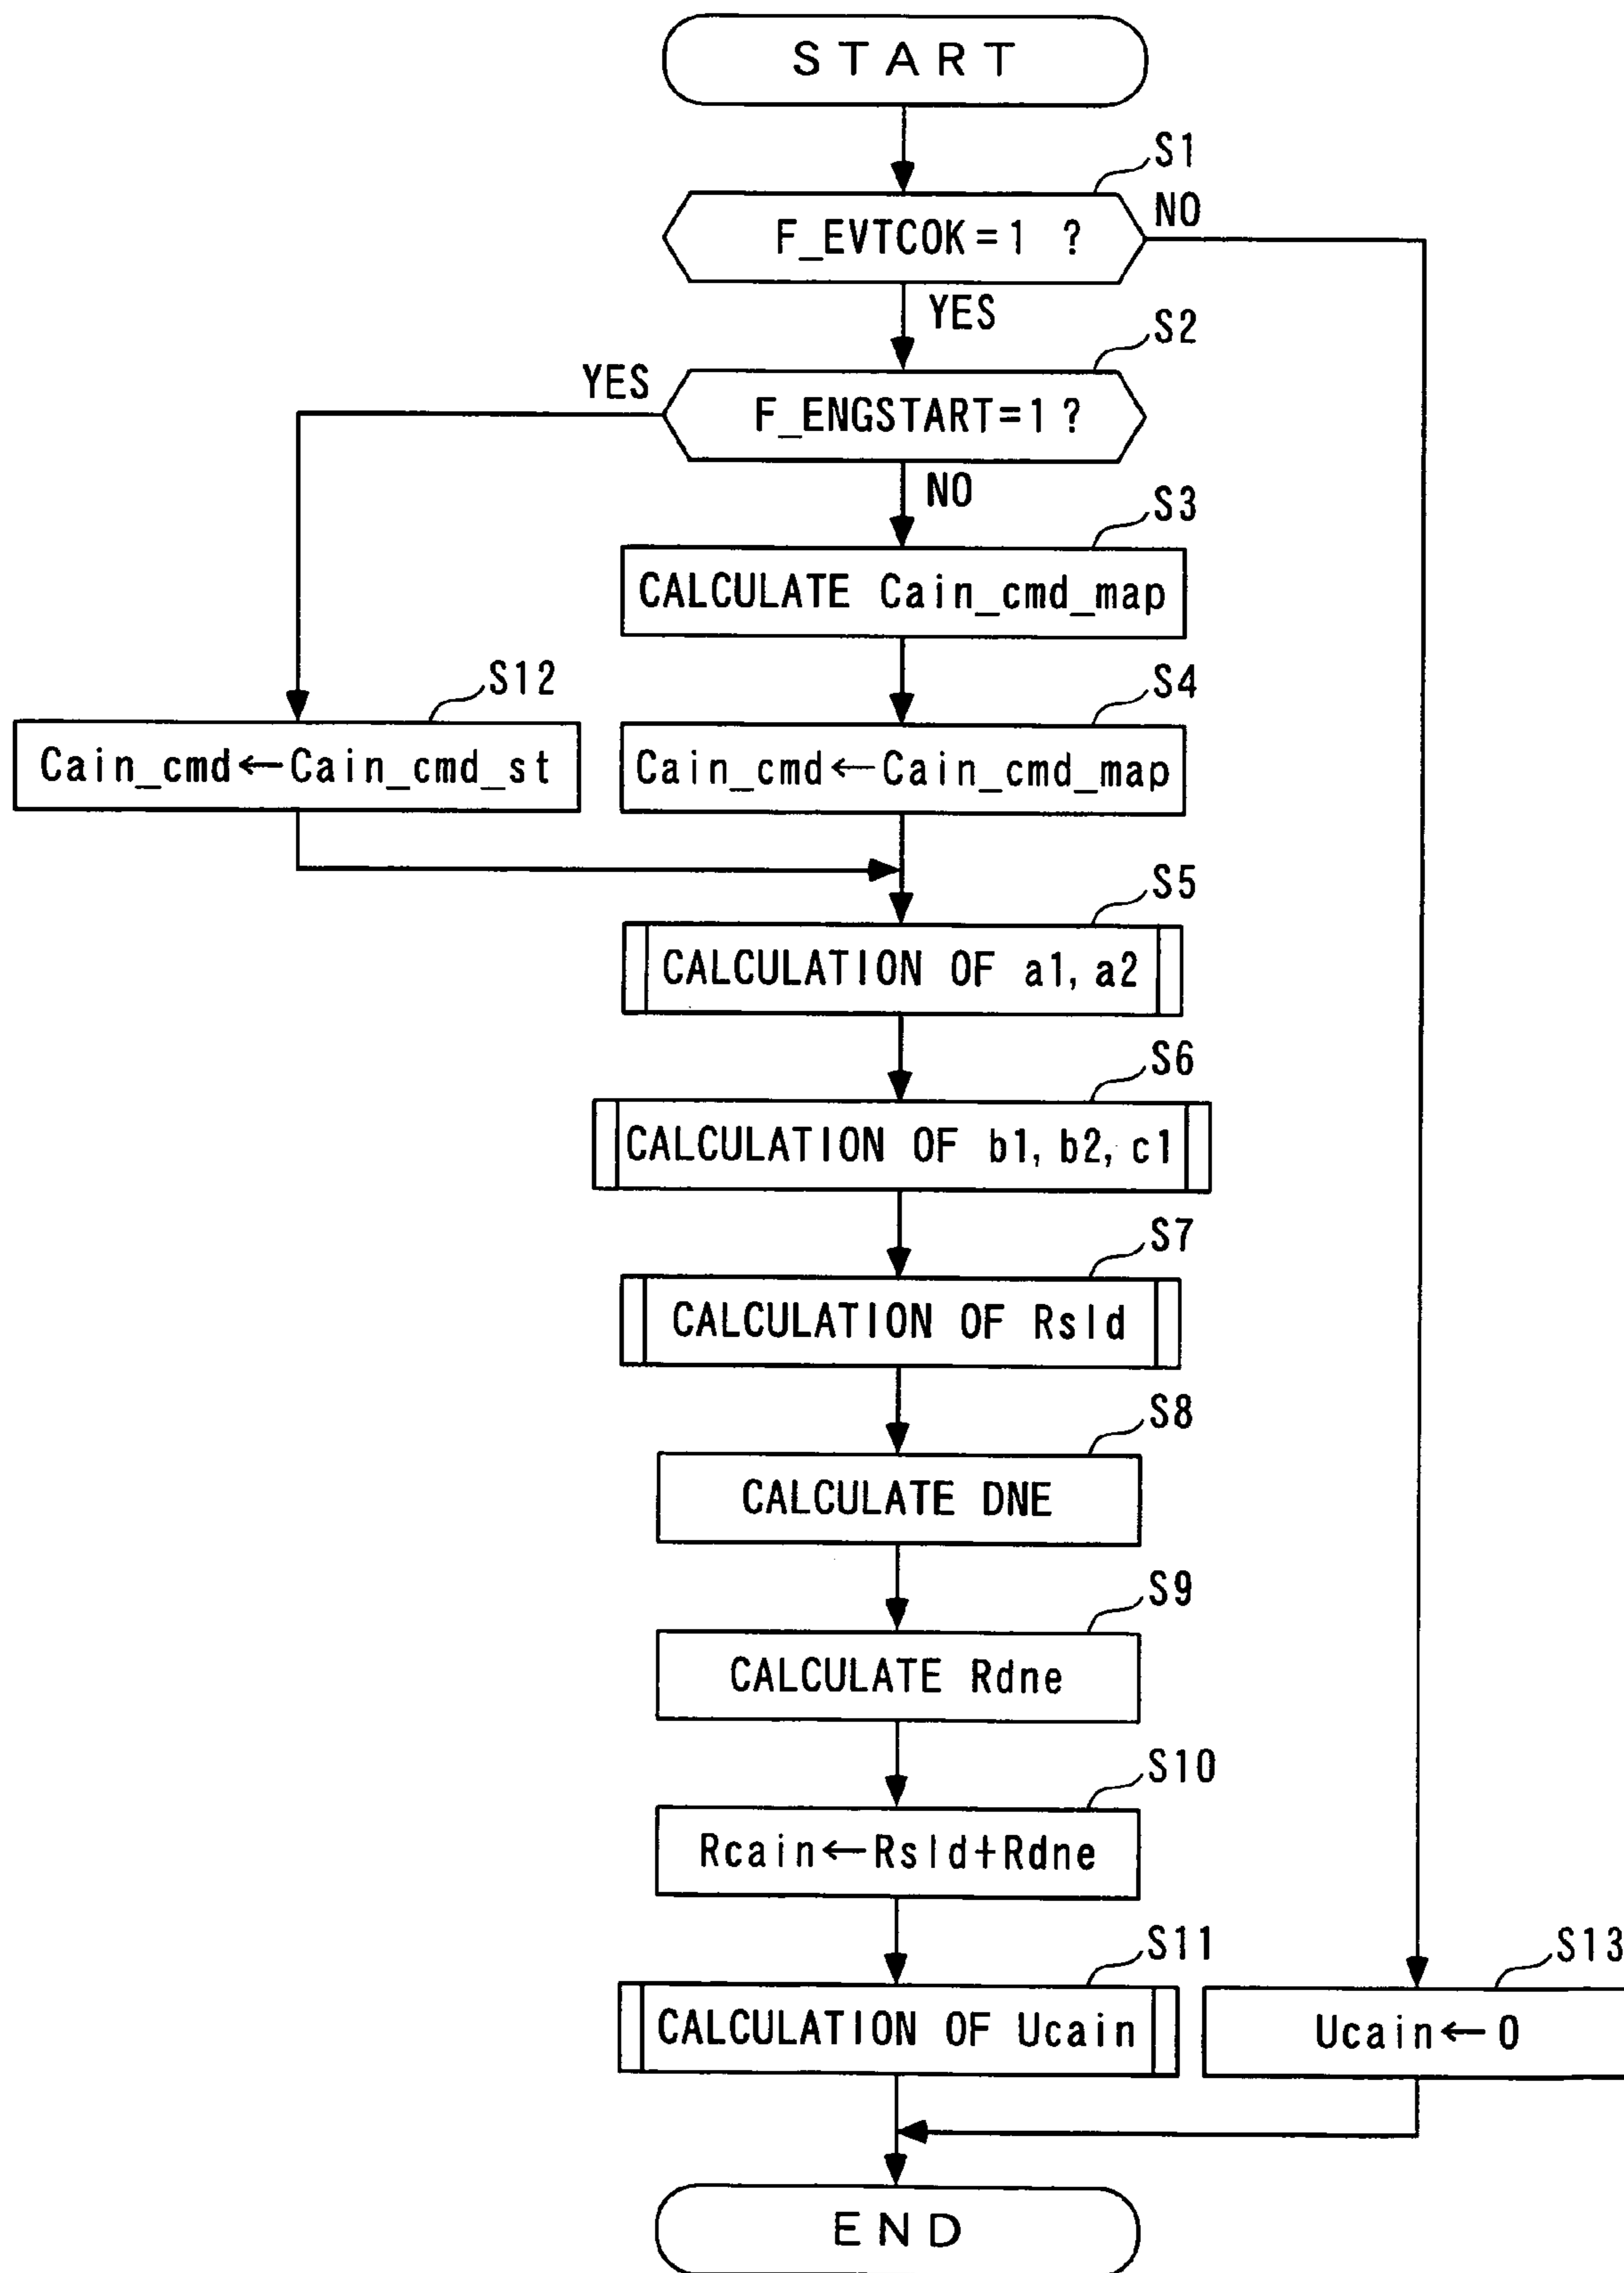 START
S1
F_EVTCOK=1 ?
NO
YES
S2
YES
F_ENGSTART=1?
NO
S3
CALCULATE Cain_cmd_map
S12
S4
Cain_cmd←Cain_cmd_st
Cain_cmd←Cain_cmd_map
S5
CALCULATION OF a1, a2
S6
CALCULATION OF b1, b2, c1
S7
CALCULATION OF Rsld
S8
CALCULATE DNE
S9
CALCULATE Rdne
S10
Rcain←Rsld+Rdne
S11
S13
CALCULATION OF Ucain
Ucain←0
END